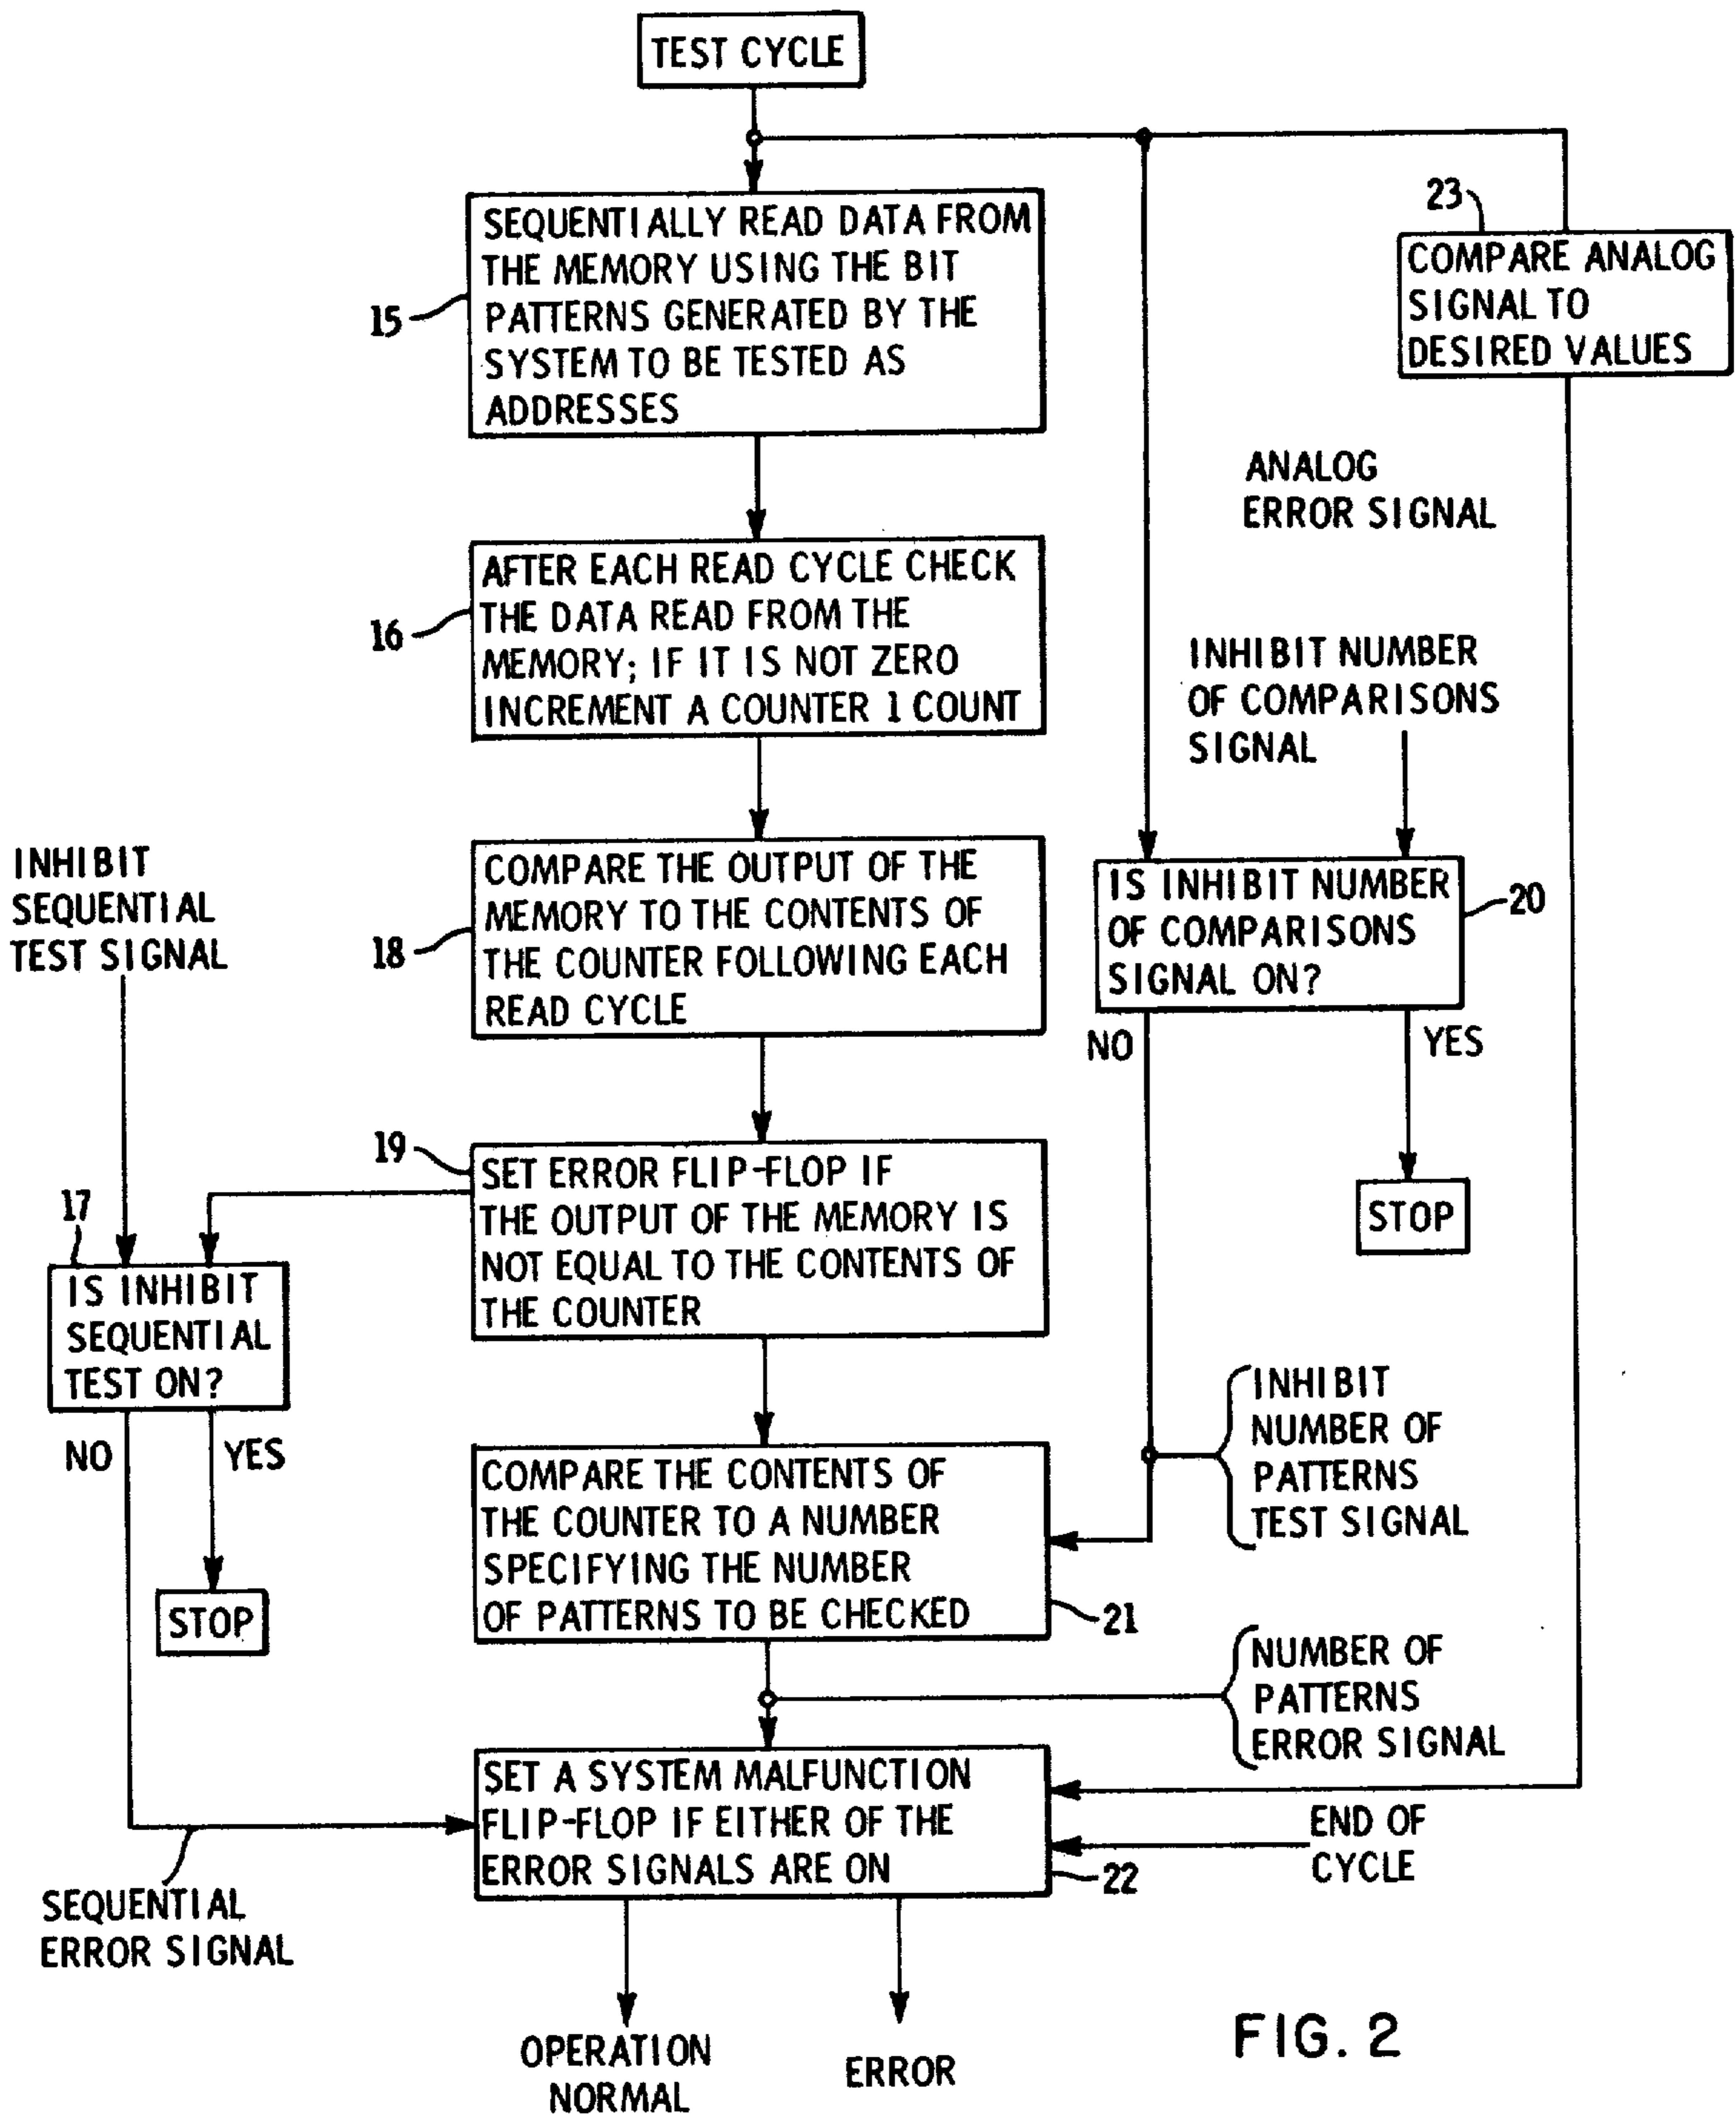 TEST CYCLE
SEQUENTIALLY READ DATA FROM
THE MEMORY USING THE BIT
PATTERNS GENERATED BY THE
SYSTEM TO BE TESTED AS
ADDRESSES
15
23
COMPARE ANALOG
SIGNAL TO
DESIRED VALUES
ANALOG
ERROR SIGNAL
AFTER EACH READ CYCLE CHECK
THE DATA READ FROM THE
MEMORY; IF IT IS NOT ZERO
INCREMENT A COUNTER 1 COUNT
16
INHIBIT NUMBER
OF COMPARISONS
SIGNAL
INHIBIT
SEQUENTIAL
TEST SIGNAL
COMPARE THE OUTPUT OF THE
MEMORY TO THE CONTENTS OF
THE COUNTER FOLLOWING EACH
READ CYCLE
18
IS INHIBIT NUMBER
OF COMPARISONS
SIGNAL ON?
20
NO
YES
STOP
19
SET ERROR FLIP-FLOP IF
THE OUTPUT OF THE MEMORY IS
NOT EQUAL TO THE CONTENTS OF
THE COUNTER
17
IS INHIBIT
SEQUENTIAL
TEST ON?
NO
YES
STOP
INHIBIT
NUMBER OF
PATTERNS
TEST SIGNAL
COMPARE THE CONTENTS OF
THE COUNTER TO A NUMBER
SPECIFYING THE NUMBER
OF PATTERNS TO BE CHECKED
21
NUMBER OF
PATTERNS
ERROR SIGNAL
SET A SYSTEM MALFUNCTION
FLIP-FLOP IF EITHER OF THE
ERROR SIGNALS ARE ON
22
END OF
CYCLE
SEQUENTIAL
ERROR SIGNAL
OPERATION
NORMAL
ERROR
FIG. 2